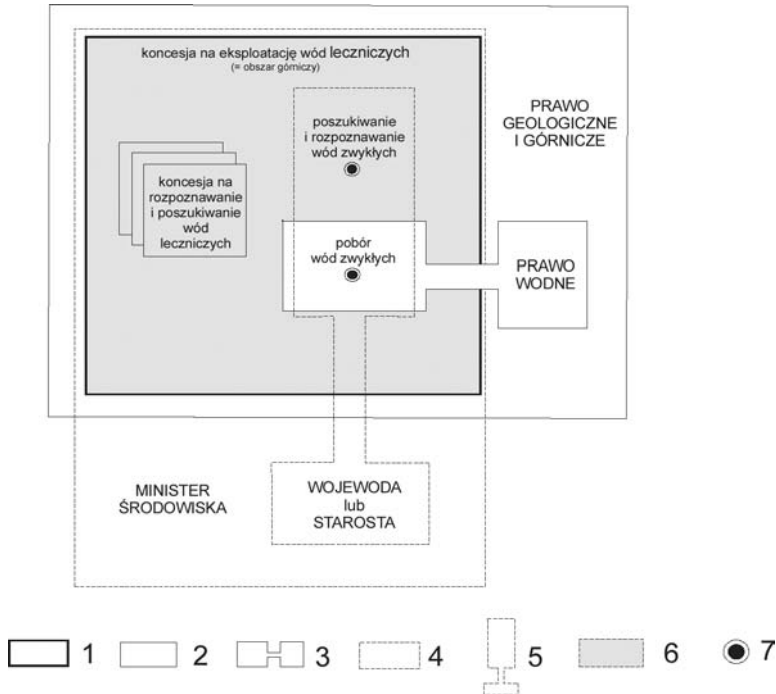 koncesja na eksploatację wód leczniczych
(= obszar górniczy)
poszukiwanie
i rozpoznawanie
wód zwykłych
PRAWO
GEOLOGICZNE
I GÓRNICZE
koncesja na
rozpoznawanie
i poszukiwanie
wód
leczniczych
pobór
wód zwykłych
PRAWO
WODNE
MINISTER
ŚRODOWISKA
WOJEWODA
lub
STAROSTA
1 2 3 4 5 6 7